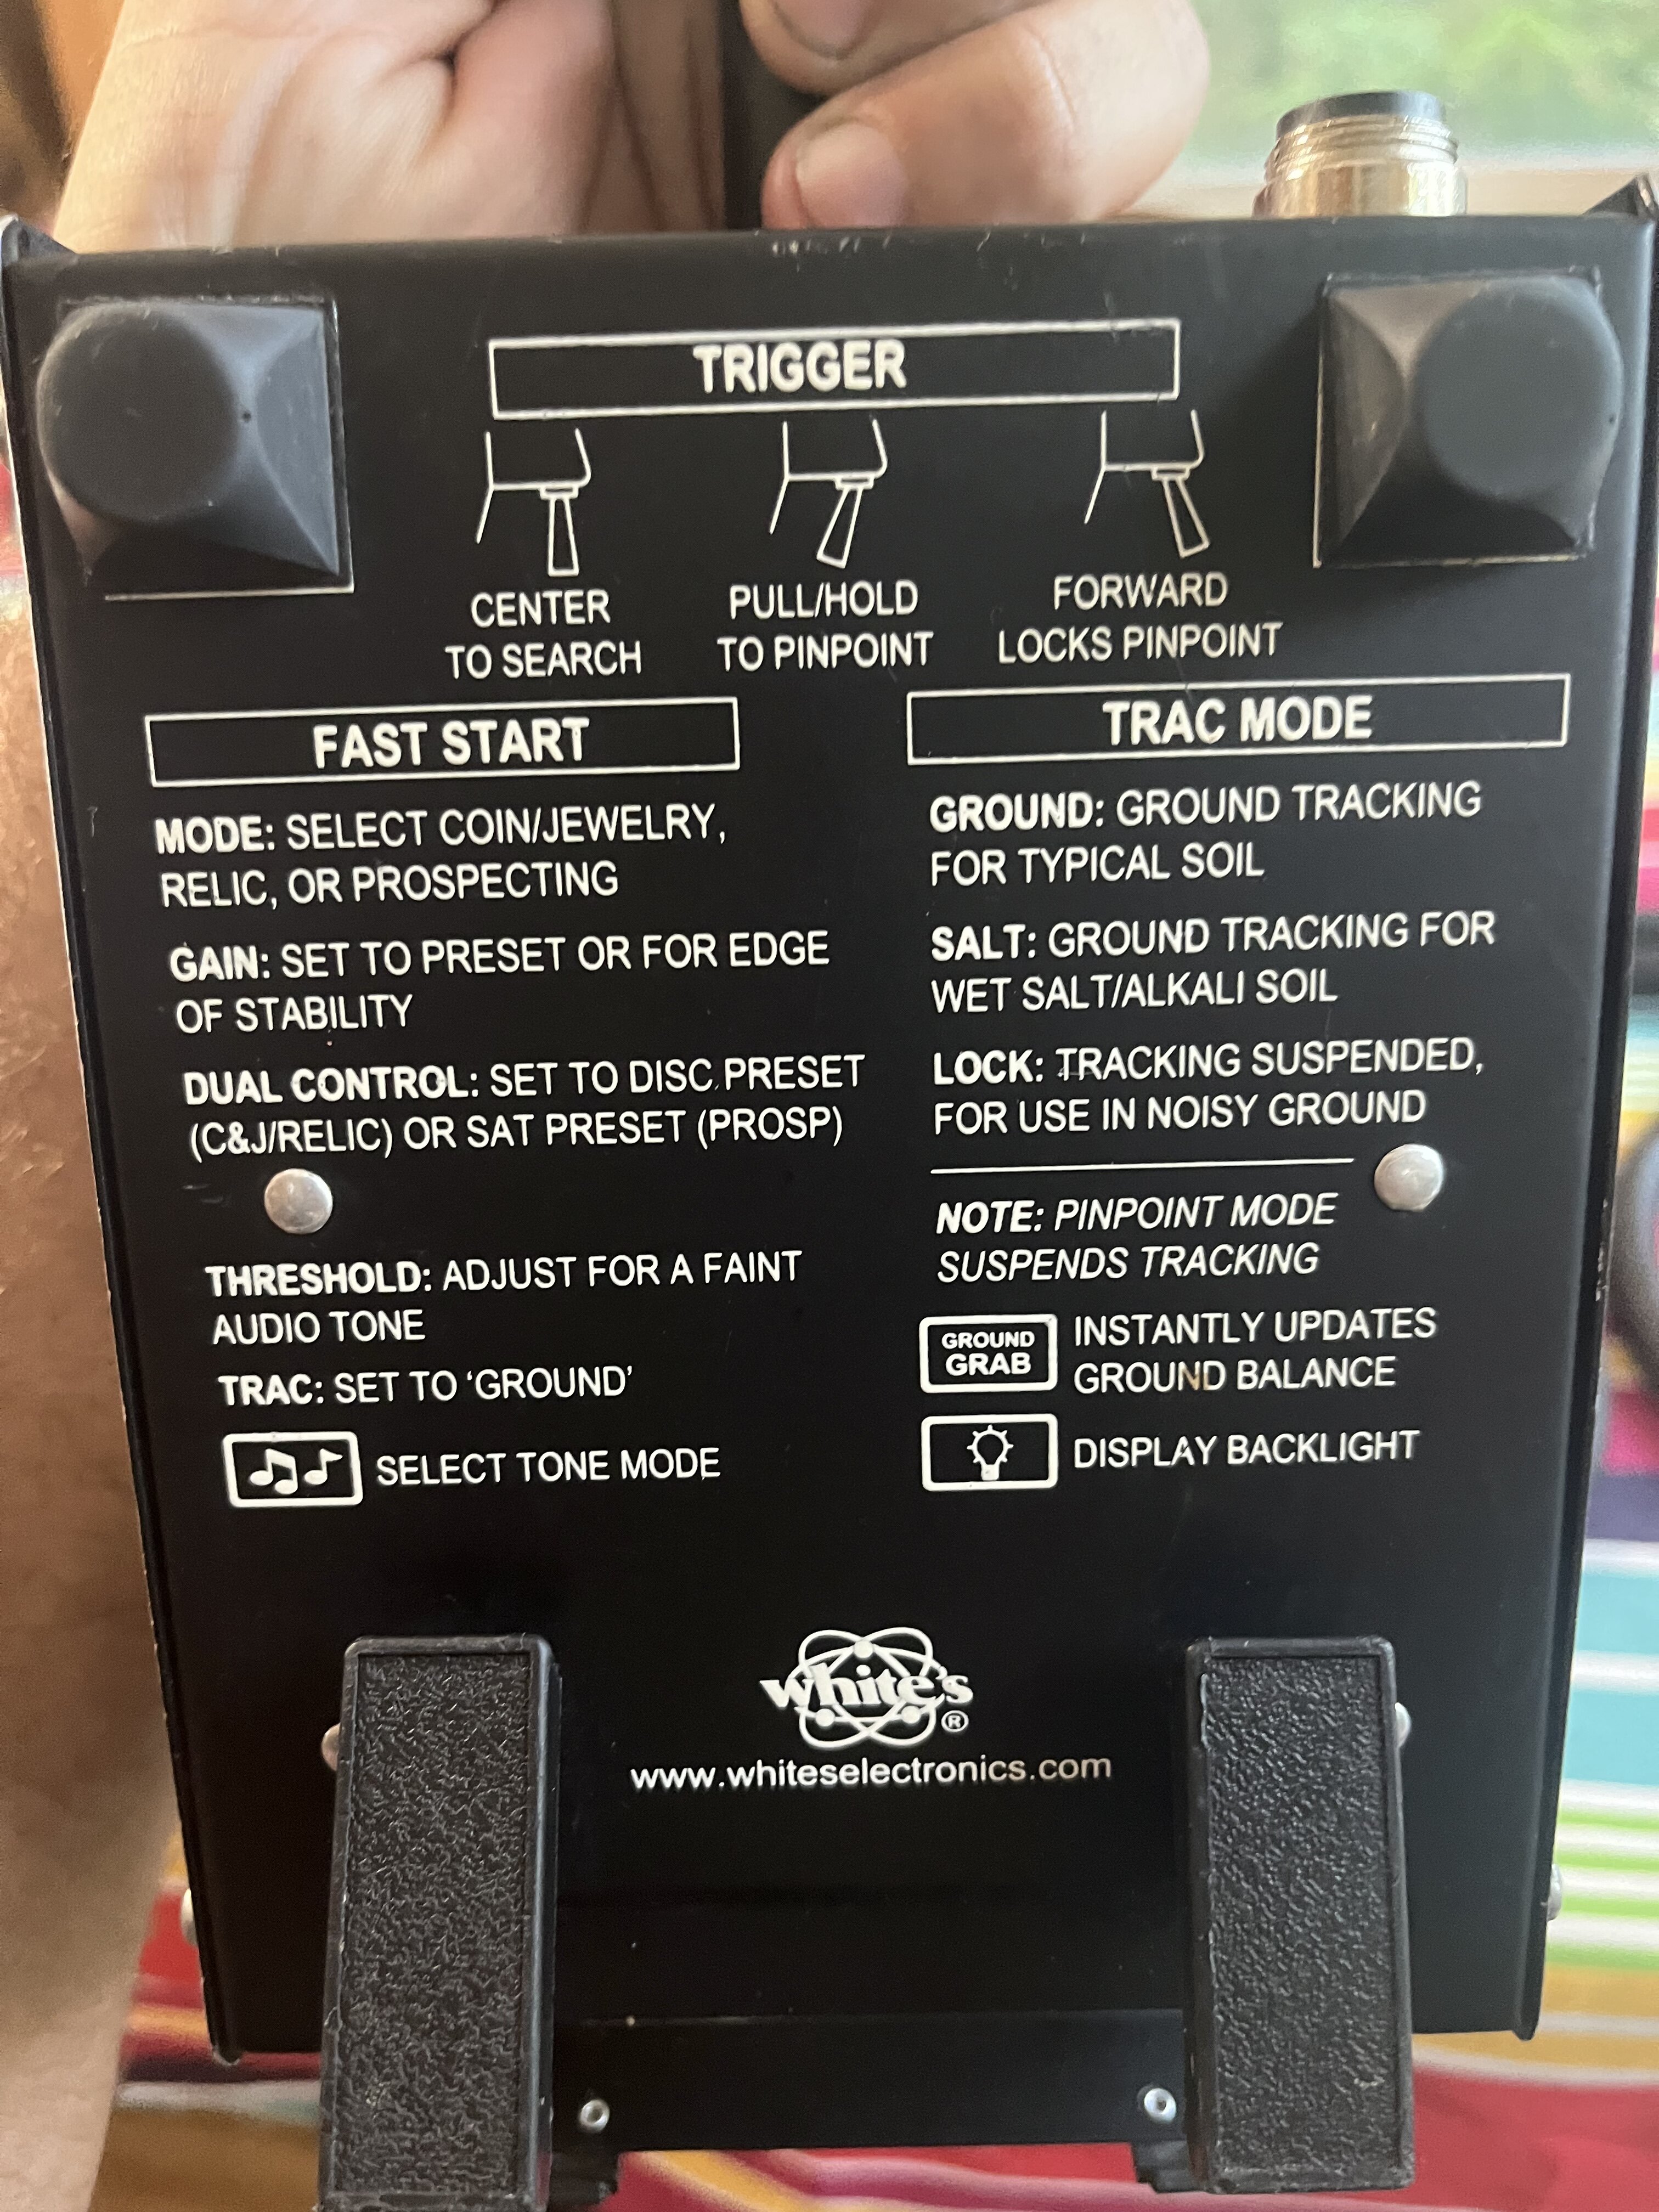 TRIGGER
CENTER
TO SEARCH
PULL/HOLD
TO PINPOINT
FORWARD
LOCKS PINPOINT
FAST START
MODE: SELECT COIN/JEWELRY,
RELIC, OR PROSPECTING
GAIN: SET TO PRESET OR FOR EDGE
OF STABILITY
DUAL CONTROL: SET TO DISC PRESET
(C&J/RELIC) OR SAT PRESET (PROSP)
THRESHOLD: ADJUST FOR A FAINT
AUDIO TONE
TRAC: SET TO ‘GROUND’
SELECT TONE MODE
TRAC MODE
GROUND: GROUND TRACKING
FOR TYPICAL SOIL
SALT: GROUND TRACKING FOR
WET SALT/ALKALI SOIL
LOCK: TRACKING SUSPENDED,
FOR USE IN NOISY GROUND
NOTE: PINPOINT MODE
SUSPENDS TRACKING
GROUND
GRAB
INSTANTLY UPDATES
GROUND BALANCE
DISPLAY BACKLIGHT
white's ®
www.whiteselectronics.com